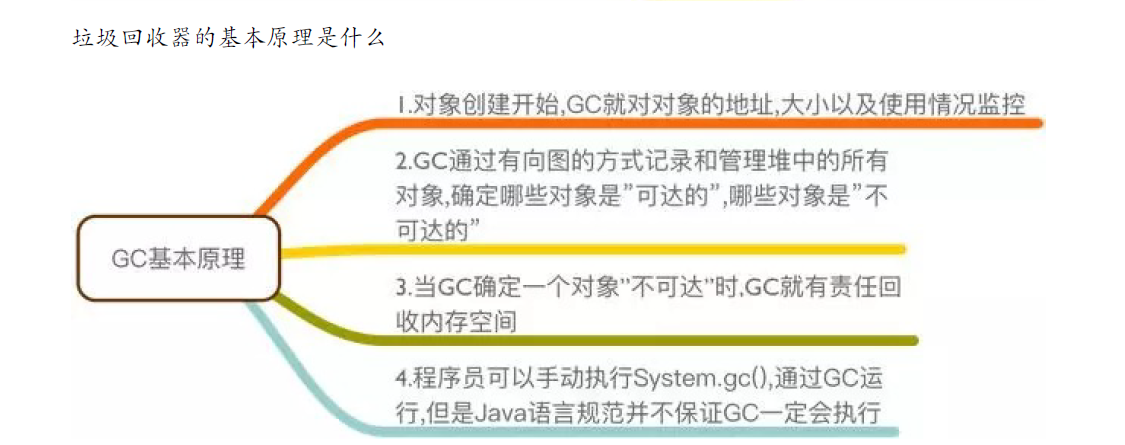 垃圾回收器的基本原理是什么
1.对象创建开始,GC就对对象的地址,大小以及使用情况监控
2.GC通过有向图的方式记录和管理堆中的所有
对象,确定哪些对象是”可达的”,哪些对象是”不
可达的”
GC基本原理
3.当GC确定一个对象”不可达”时,GC就有责任回
收内存空间
4.程序员可以手动执行System.gc(),通过GC运
行,但是Java语言规范并不保证GC一定会执行